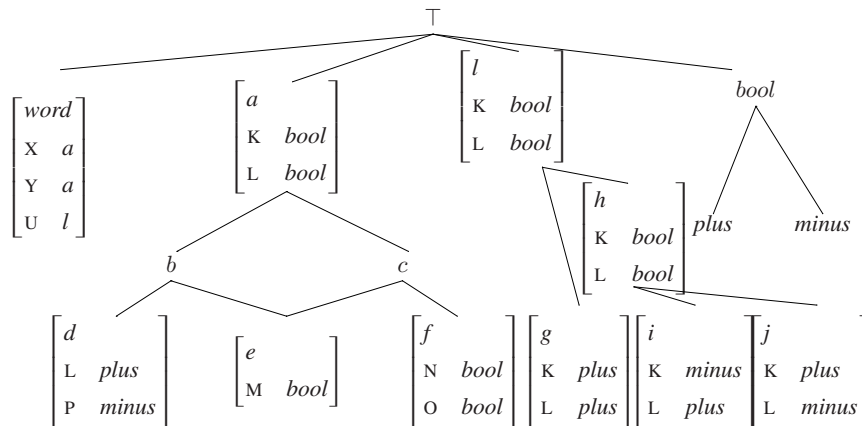 ⊤
word
X a
Y a
U l
a
K bool
L bool
l
K bool
L bool
bool
h
K bool
L bool
plus
minus
b
c
d
L plus
P minus
e
M bool
f
N bool
O bool
g
K plus
L plus
i
K minus
L plus
j
K plus
L minus